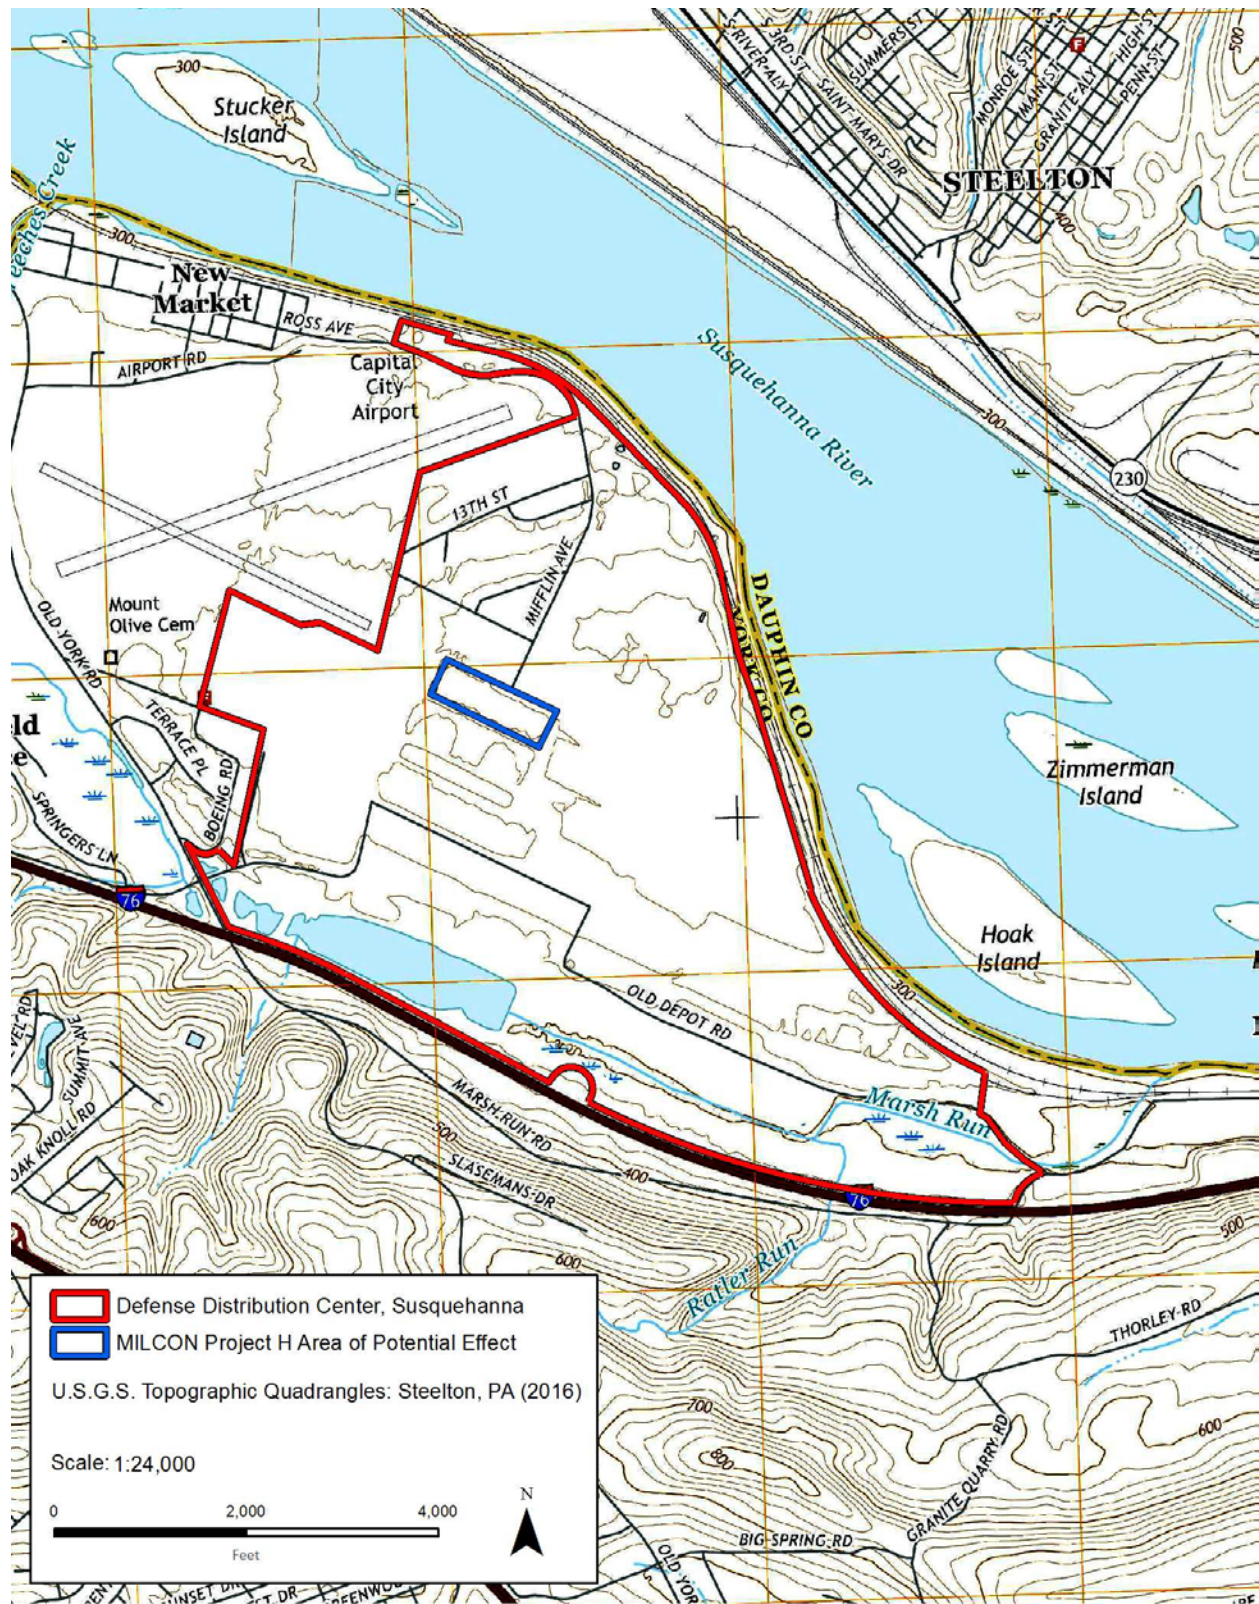 300
Stucker
Island
S-RIVER-ALY
3RD-ST
SAINT-MARYS-DR
SUMMERS ST
MONROE ST
MAIN-ST
GRANITE-ALY
HIGH-S
PENN-ST
500
F
STEELTON
400
eeches Creek
300
New
Market
ROSS AVE
AIRPORT RD
Capital
City
Airport
Susquehanna River
300
230
13TH ST
MIFFLIN AVE
Mount
Olive Cem
OLD YORK RD
DAUPHIN CO
YORK CO
TERRACE PL
BOEING RD
ld
e
SPRINGERS LN
76
Zimmerman
Island
Hoak
Island
300
OLD DEPOT RD
VEL RD
SUMMIT AVE
OAK KNOLL RD
MARSH RUN RD
Marsh Run
500
SLASEMANS-DR
400
76
600
600
500
Ratler Run
THORLEY-RD
700
800
600
GRANITE QUARRY RD
BIG-SPRING-RD
OLD YOR
Defense Distribution Center, Susquehanna
MILCON Project H Area of Potential Effect
U.S.G.S. Topographic Quadrangles: Steelton, PA (2016)
Scale: 1:24,000
0 2,000 4,000
Feet
N